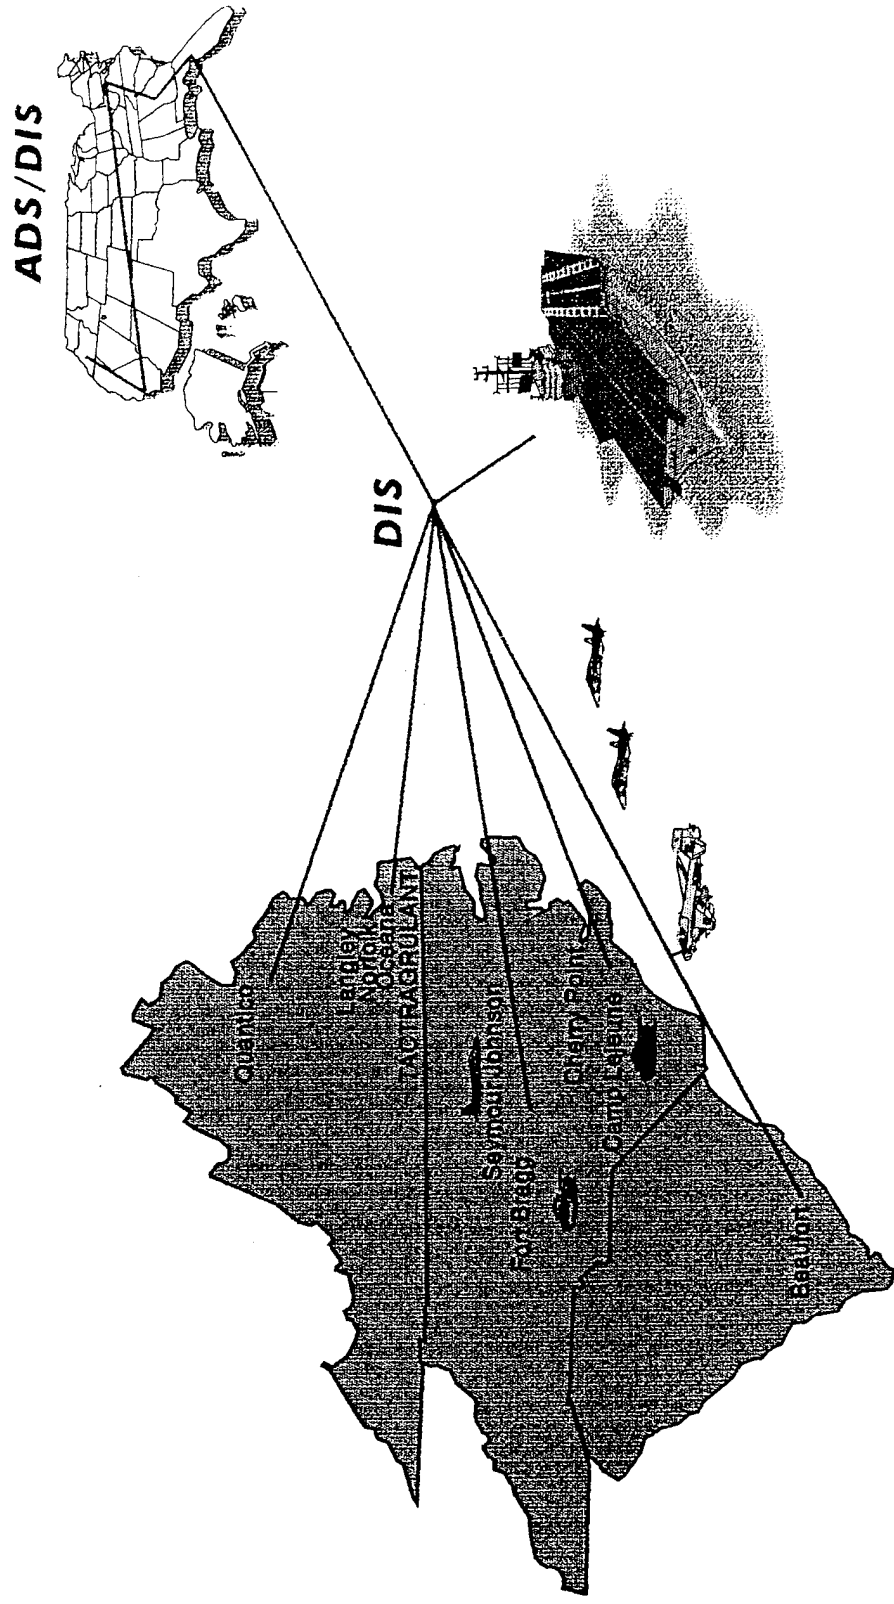 ADS/DIS
DIS
Quantico
Langley
Norfolk
Oceana
TACTRAGRULANT
Seymour Johnson
Fort Bragg
Cherry Point
Camp Lejeune
Beaufort